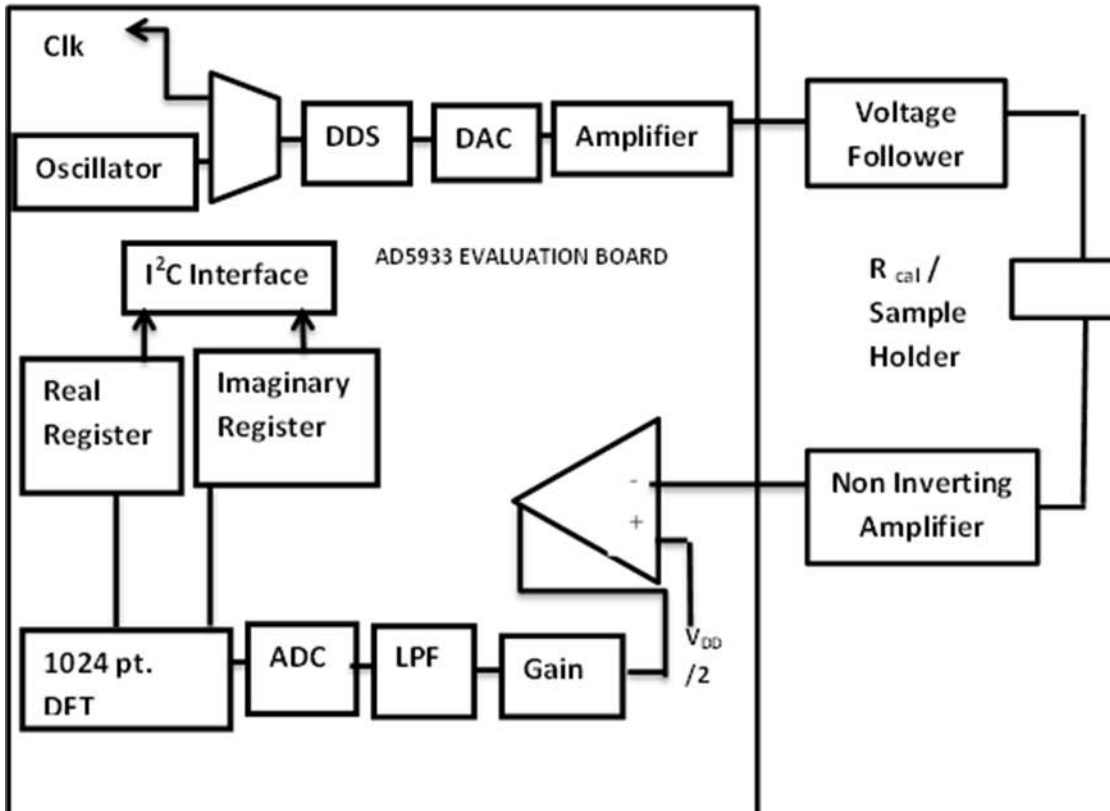 Clk
Oscillator
DDS
DAC
Amplifier
Voltage
Follower
I²C Interface
AD5933 EVALUATION BOARD
R cal /
Sample
Holder
Real
Register
Imaginary
Register
-
+
Non Inverting
Amplifier
1024 pt.
DFT
ADC
LPF
Gain
VDD
/2